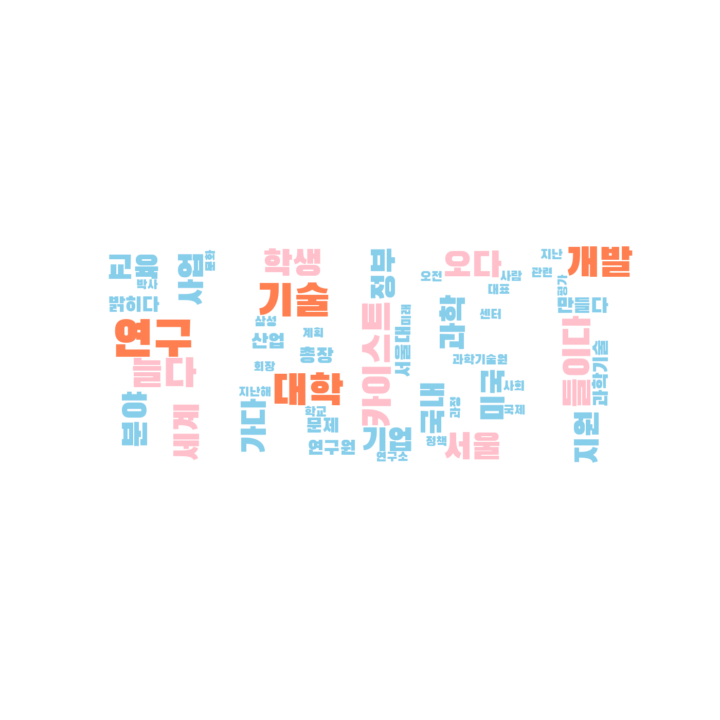 교육
박사
사업
문화
밝히다
연구
들다
분야
세계
학생
기술
삼성
계획
산업
총장
회장
대학
지난해
학교
가다
문제
연구원
정부
카이스트
미래
서울대
기업
연구소
오다
오전
사람
대표
과학
센터
과학기술원
국내
과정
미국
사회
국제
정책
서울
지난
개발
관련
평가
만들다
들이다
과학기술
지원